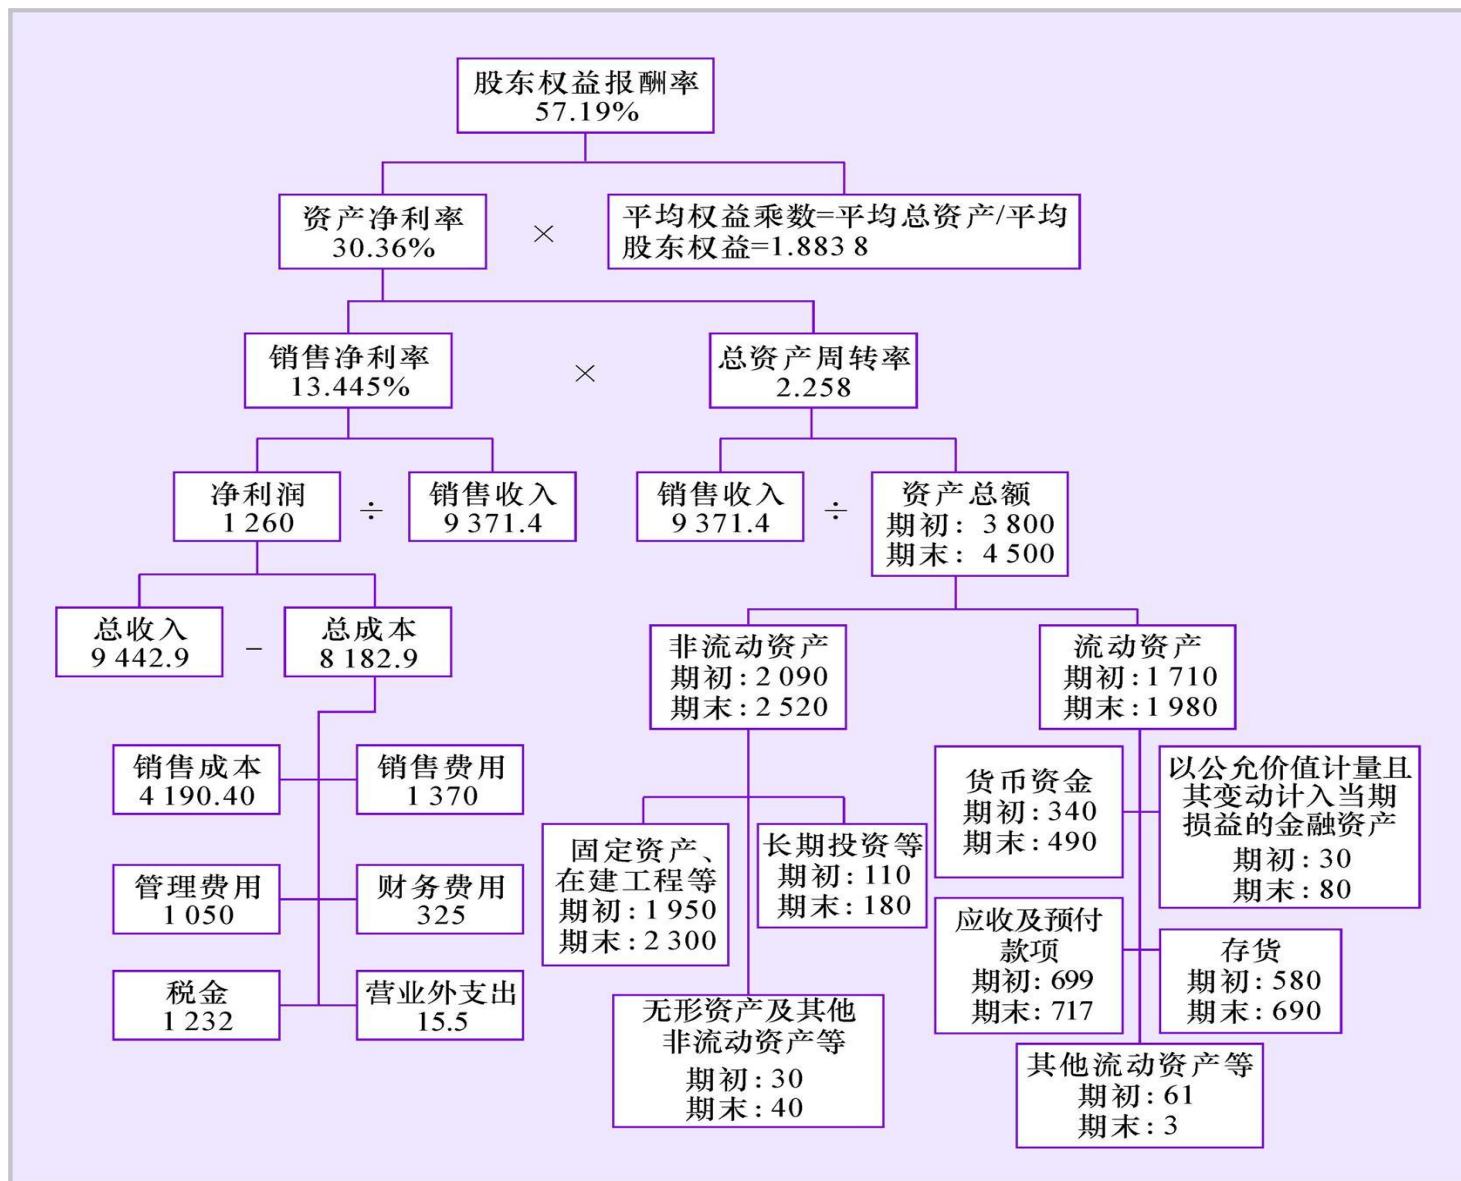 股东权益报酬率
57.19%
资产净利率
30.36%
×
平均权益乘数=平均总资产/平均
股东权益=1.883 8
销售净利率
13.445%
×
总资产周转率
2.258
净利润
1 260
÷
销售收入
9 371.4
销售收入
9 371.4
÷
资产总额
期初: 3 800
期末: 4 500
总收入
9 442.9
−
总成本
8 182.9
非流动资产
期初:2 090
期末:2 520
流动资产
期初:1 710
期末:1 980
销售成本
4 190.40
销售费用
1 370
管理费用
1 050
财务费用
325
税金
1 232
营业外支出
15.5
固定资产、
在建工程等
期初:1 950
期末:2 300
长期投资等
期初:110
期末:180
无形资产及其他
非流动资产等
期初:30
期末:40
货币资金
期初:340
期末:490
以公允价值计量且
其变动计入当期
损益的金融资产
期初:30
期末:80
应收及预付
款项
期初:699
期末:717
存货
期初:580
期末:690
其他流动资产等
期初:61
期末:3